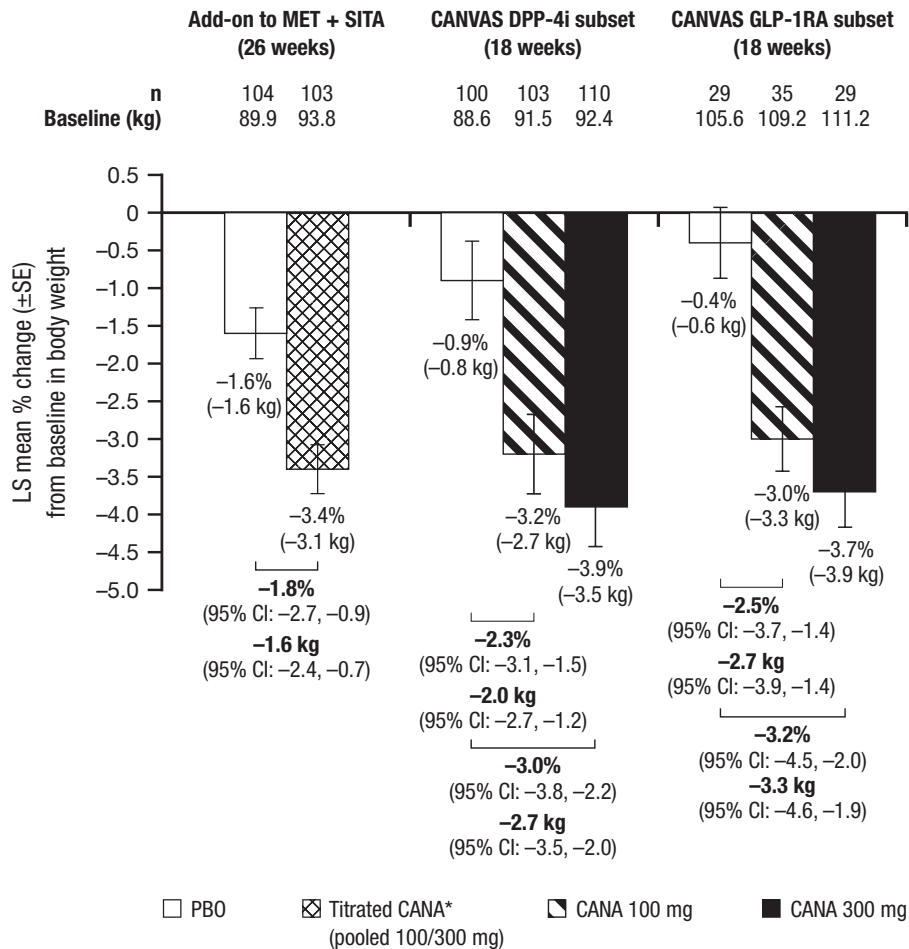 Add-on to MET + SITA
(26 weeks)
CANVAS DPP-4i subset
(18 weeks)
CANVAS GLP-1RA subset
(18 weeks)
n 104 103 100 103 110 29 35 29
Baseline (kg) 89.9 93.8 88.6 91.5 92.4 105.6 109.2 111.2
LS mean % change (±SE)
from baseline in body weight
0.5
0
–0.5
–1.0
–1.5
–2.0
–2.5
–3.0
–3.5
–4.0
–4.5
–5.0
–1.6%
(–1.6 kg)
–3.4%
(–3.1 kg)
–1.8%
(95% CI: –2.7, –0.9)
–1.6 kg
(95% CI: –2.4, –0.7)
–0.9%
(–0.8 kg)
–3.2%
(–2.7 kg)
–3.9%
(–3.5 kg)
–2.3%
(95% CI: –3.1, –1.5)
–2.0 kg
(95% CI: –2.7, –1.2)
–3.0%
(95% CI: –3.8, –2.2)
–2.7 kg
(95% CI: –3.5, –2.0)
–0.4%
(–0.6 kg)
–3.0%
(–3.3 kg)
–3.7%
(–3.9 kg)
–2.5%
(95% CI: –3.7, –1.4)
–2.7 kg
(95% CI: –3.9, –1.4)
–3.2%
(95% CI: –4.5, –2.0)
–3.3 kg
(95% CI: –4.6, –1.9)
PBO
Titrated CANA*
(pooled 100/300 mg)
CANA 100 mg
CANA 300 mg